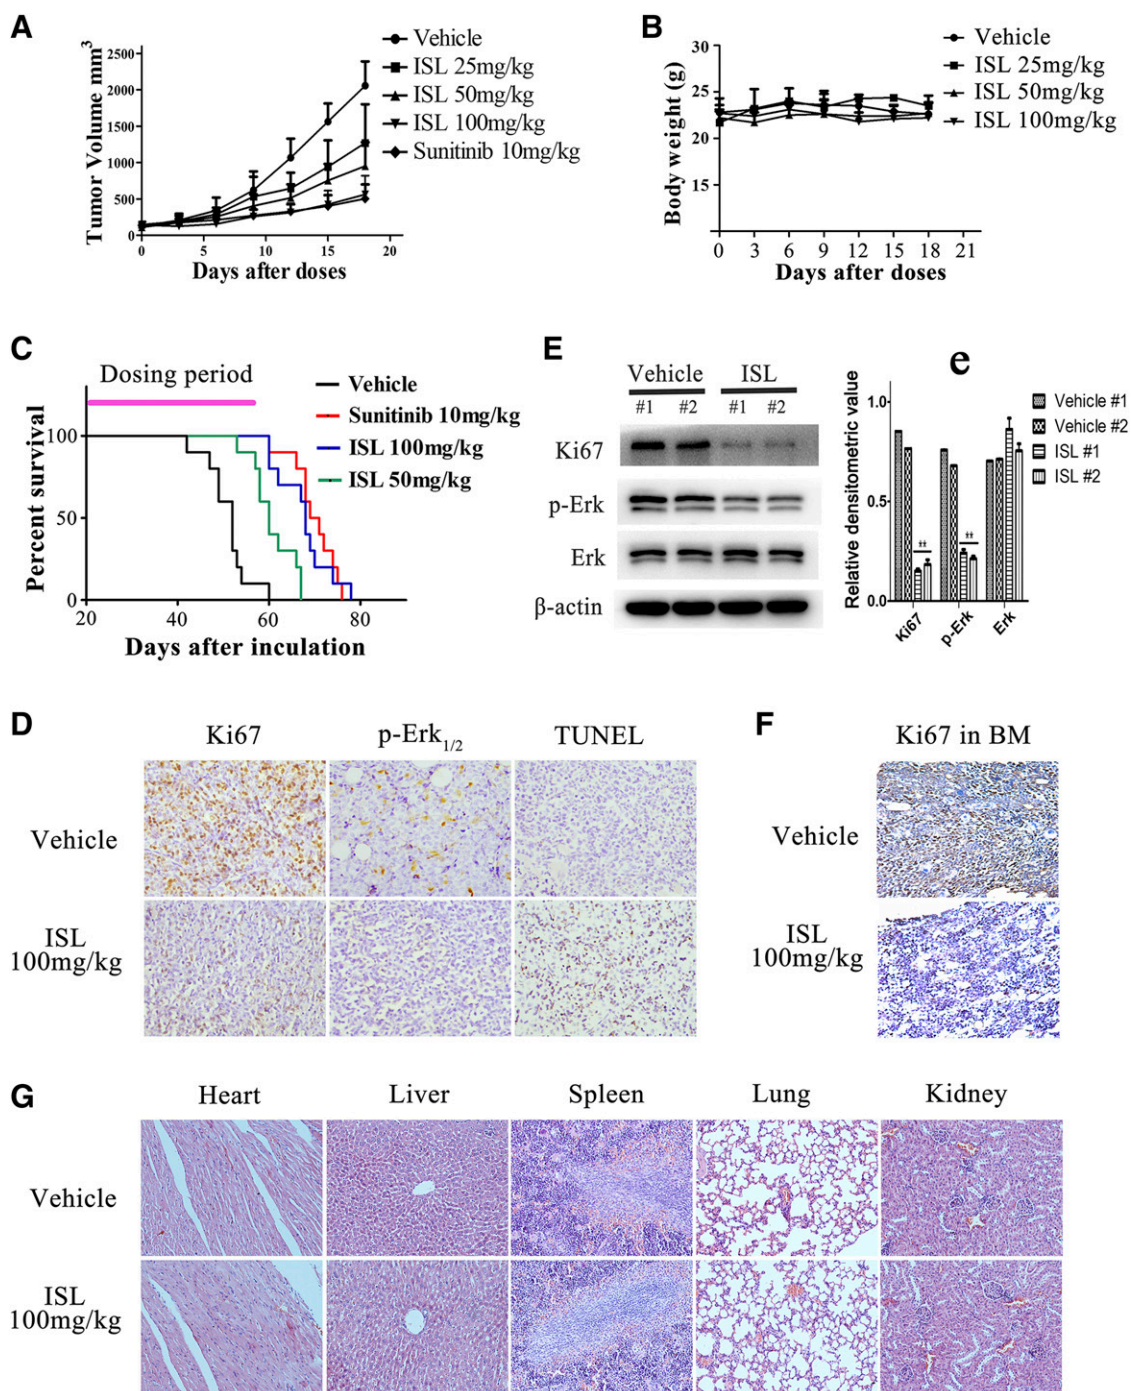 A
Tumor Volume mm³
2500
2000
1500
1000
500
0
0 5 10 15 20
Days after doses
Vehicle
ISL 25mg/kg
ISL 50mg/kg
ISL 100mg/kg
Sunitinib 10mg/kg
B
Body weight (g)
30
25
22
15
0 3 6 9 12 15 18 21
Days after doses
Vehicle
ISL 25mg/kg
ISL 50mg/kg
ISL 100mg/kg
C
Dosing period
Vehicle
Sunitinib 10mg/kg
ISL 100mg/kg
ISL 50mg/kg
Percent survival
100
50
0
20 40 60 80
Days after inculation
E
Vehicle ISL
#1 #2 #1 #2
Ki67
p-Erk
Erk
β-actin
e
Relative densitometric value
1.0
0.5
0.0
Ki67 p-Erk Erk
Vehicle #1
Vehicle #2
ISL #1
ISL #2
D
Ki67 p-Erk1/2 TUNEL
Vehicle
ISL
100mg/kg
F
Ki67 in BM
Vehicle
ISL
100mg/kg
G
Heart Liver Spleen Lung Kidney
Vehicle
ISL
100mg/kg